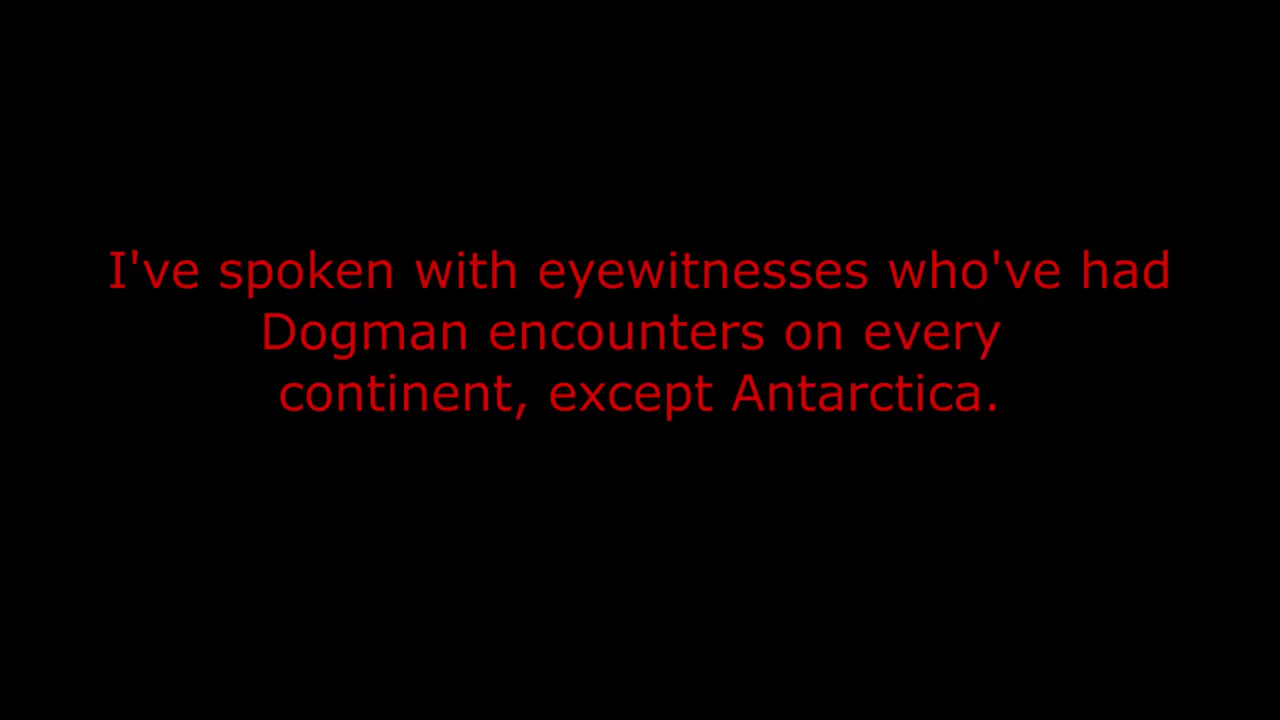 I've spoken with eyewitnesses who've had
Dogman encounters on every
continent, except Antarctica.